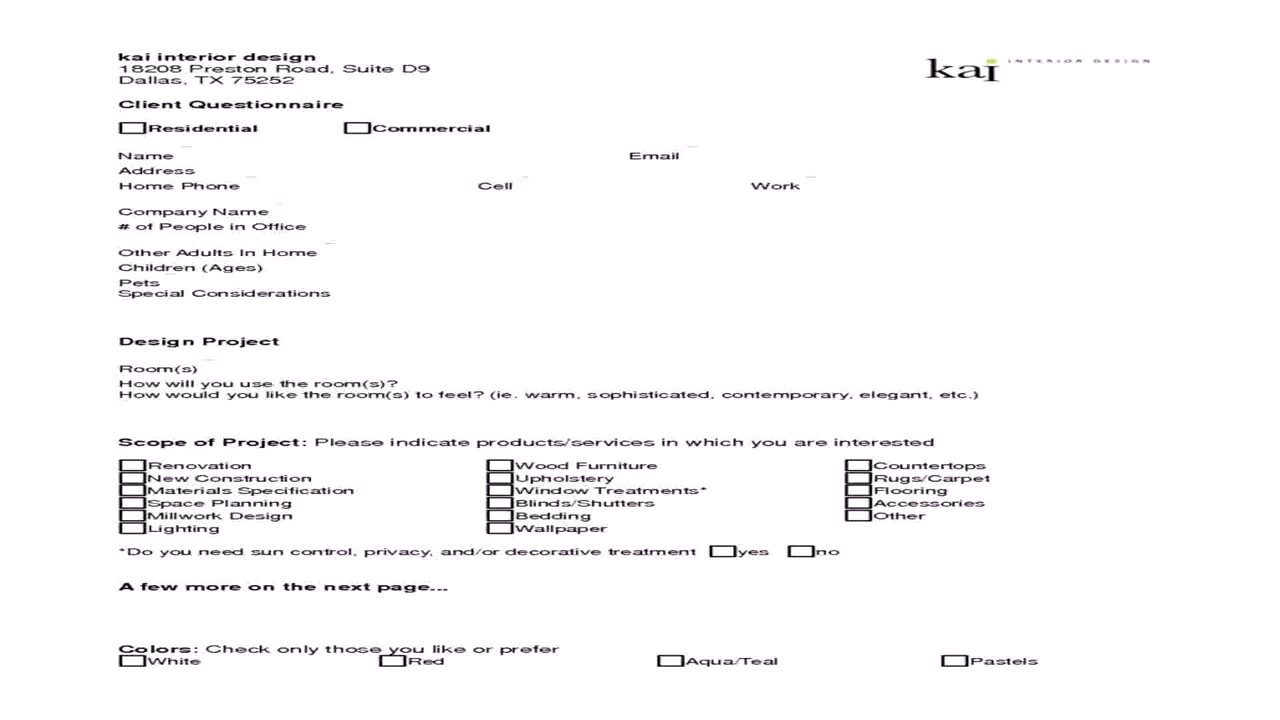 kai interior design
18208 Preston Road, Suite D9
Dallas, TX 75252
kai INTERIOR DESIGN
Client Questionnaire
Residential Commercial
Name Email
Address
Home Phone Cell Work
Company Name
# of People in Office
Other Adults In Home
Children (Ages)
Pets
Special Considerations
Design Project
Room(s)
How will you use the room(s)?
How would you like the room(s) to feel? (ie. warm, sophisticated, contemporary, elegant, etc.)
Scope of Project: Please indicate products/services in which you are interested
Renovation Wood Furniture Countertops
New Construction Upholstery Rugs/Carpet
Materials Specification Window Treatments* Flooring
Space Planning Blinds/Shutters Accessories
Millwork Design Bedding Other
Lighting Wallpaper
*Do you need sun control, privacy, and/or decorative treatment yes no
A few more on the next page...
Colors: Check only those you like or prefer
White Red Aqua/Teal Pastels